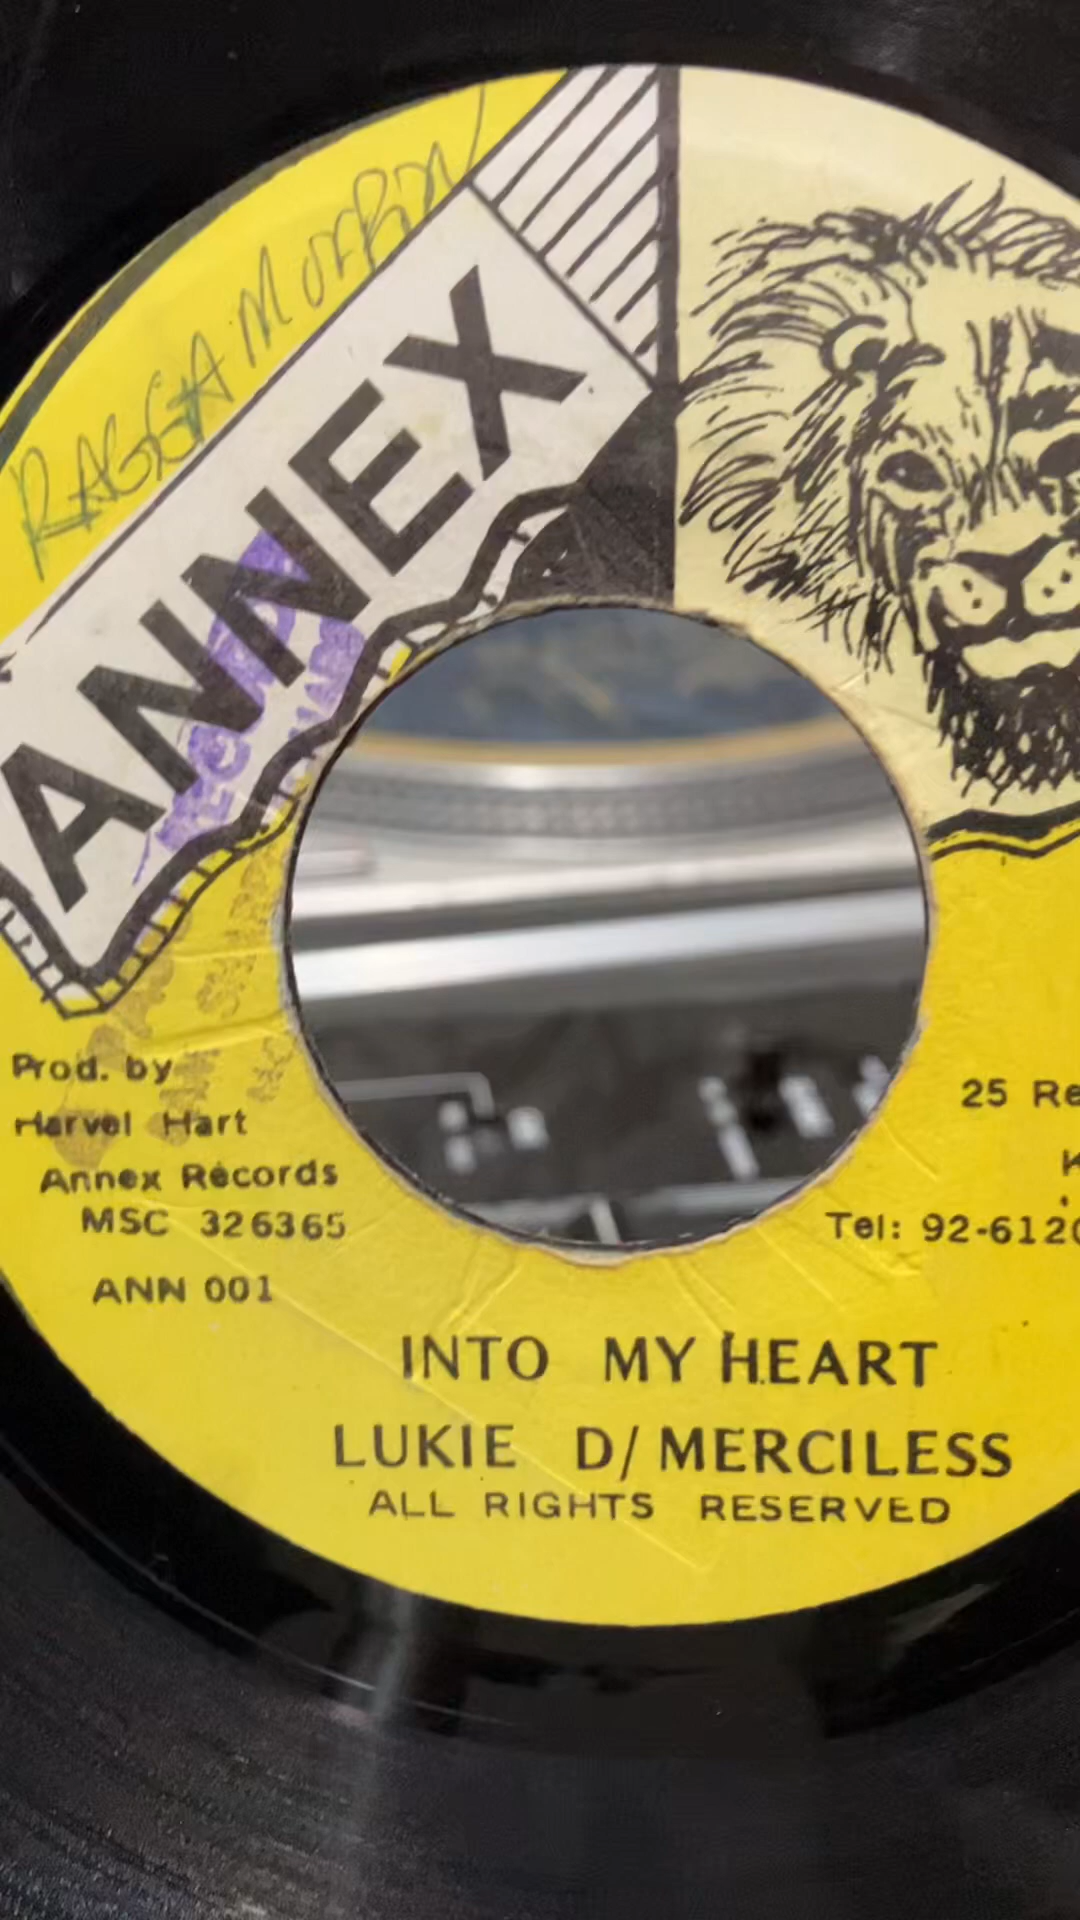 RAGGA MUFFIN
ANNEX
Prod. by
Harvel Hart
Annex Records
MSC 326365
ANN 001
25 Re
K
Tel: 92-6120
INTO MY HEART
LUKIE D/MERCILESS
ALL RIGHTS RESERVED